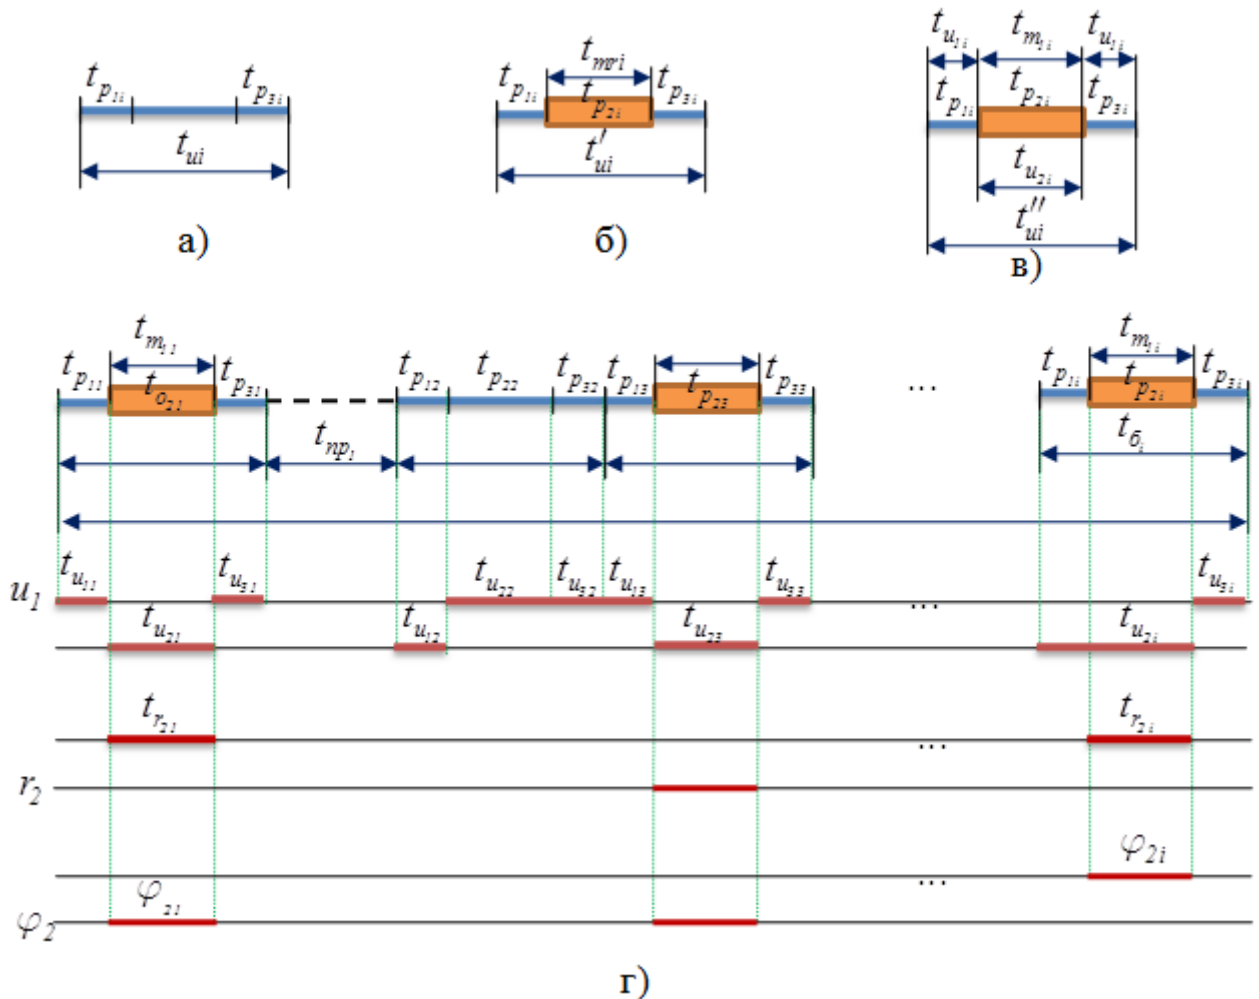 t_{p_{1i}} t_{p_{3i}}
t_{ui}
а)
t_{mri}
t_{p_{1i}} t_{p_{2i}} t_{p_{3i}}
t'_{ui}
б)
t_{u_{1i}} t_{m_{1i}} t_{u_{1i}}
t_{p_{1i}} t_{p_{2i}} t_{p_{3i}}
t_{u_{2i}}
t''_{ui}
в)
t_{m_{11}} t_{m_{1i}}
t_{p_{11}} t_{o_{21}} t_{p_{31}} t_{p_{12}} t_{p_{22}} t_{p_{32}} t_{p_{13}} t_{p_{23}} t_{p_{33}} ... t_{p_{1i}} t_{p_{2i}} t_{p_{3i}}
t_{пp_1} t_{б_i}
u_1 t_{u_{11}} t_{u_{31}} t_{u_{22}} t_{u_{32}} t_{u_{13}} t_{u_{33}} ... t_{u_{3i}}
t_{u_{21}} t_{u_{12}} t_{u_{23}} t_{u_{2i}}
t_{r_{21}} ... t_{r_{2i}}
r_2
φ_{2i}
...
φ_2 φ_{21}
г)